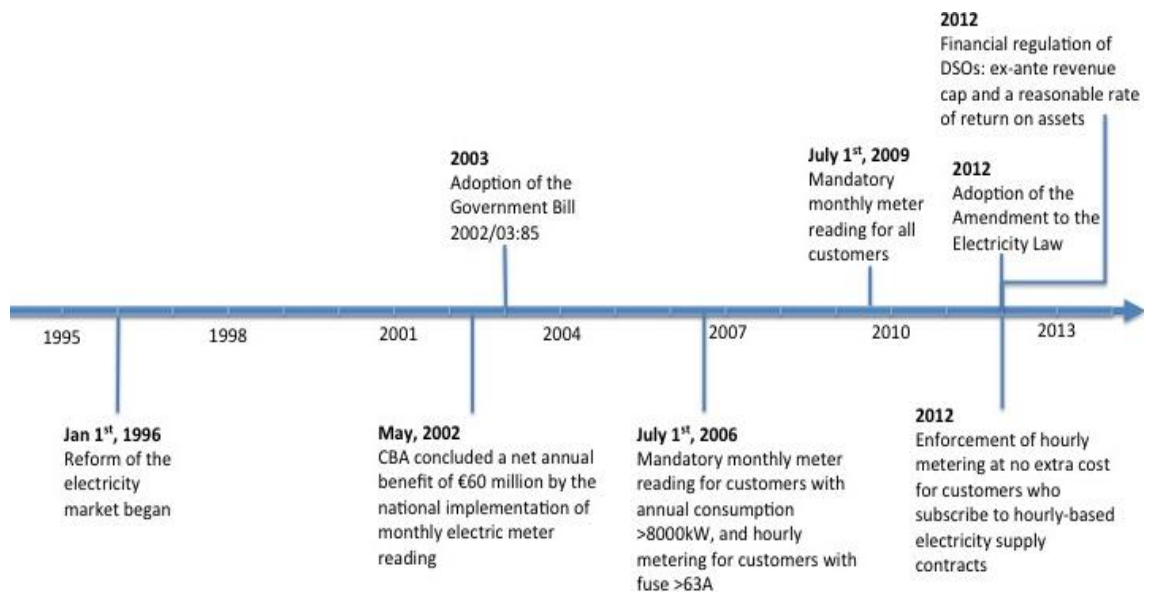 2012
Financial regulation of
DSOs: ex-ante revenue
cap and a reasonable rate
of return on assets
2003
Adoption of the
Government Bill
2002/03:85
July 1st, 2009
Mandatory
monthly meter
reading for all
customers
2012
Adoption of the
Amendment to the
Electricity Law
1995
1998
2001
2004
2007
2010
2013
Jan 1st, 1996
Reform of the
electricity
market began
May, 2002
CBA concluded a net annual
benefit of €60 million by the
national implementation of
monthly electric meter
reading
July 1st, 2006
Mandatory monthly meter
reading for customers with
annual consumption
>8000kW, and hourly
metering for customers with
fuse >63A
2012
Enforcement of hourly
metering at no extra cost
for customers who
subscribe to hourly-based
electricity supply
contracts